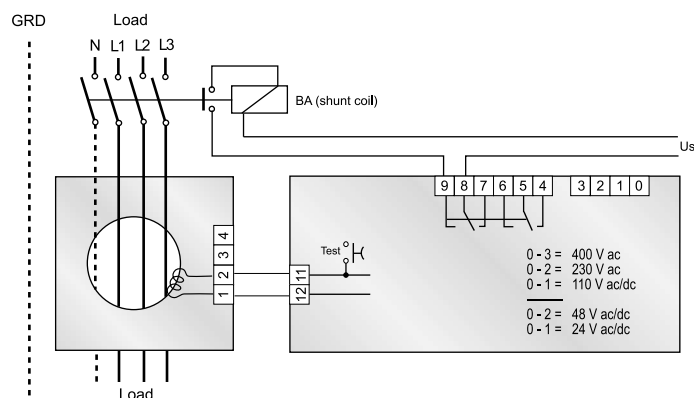 GRD
Load
N L1 L2 L3
BA (shunt coil)
Us
9 8 7 6 5 4 3 2 1 0
4
3
2
1
Test
11
12
0 - 3 = 400 V ac
0 - 2 = 230 V ac
0 - 1 = 110 V ac/dc
0 - 2 = 48 V ac/dc
0 - 1 = 24 V ac/dc
Load